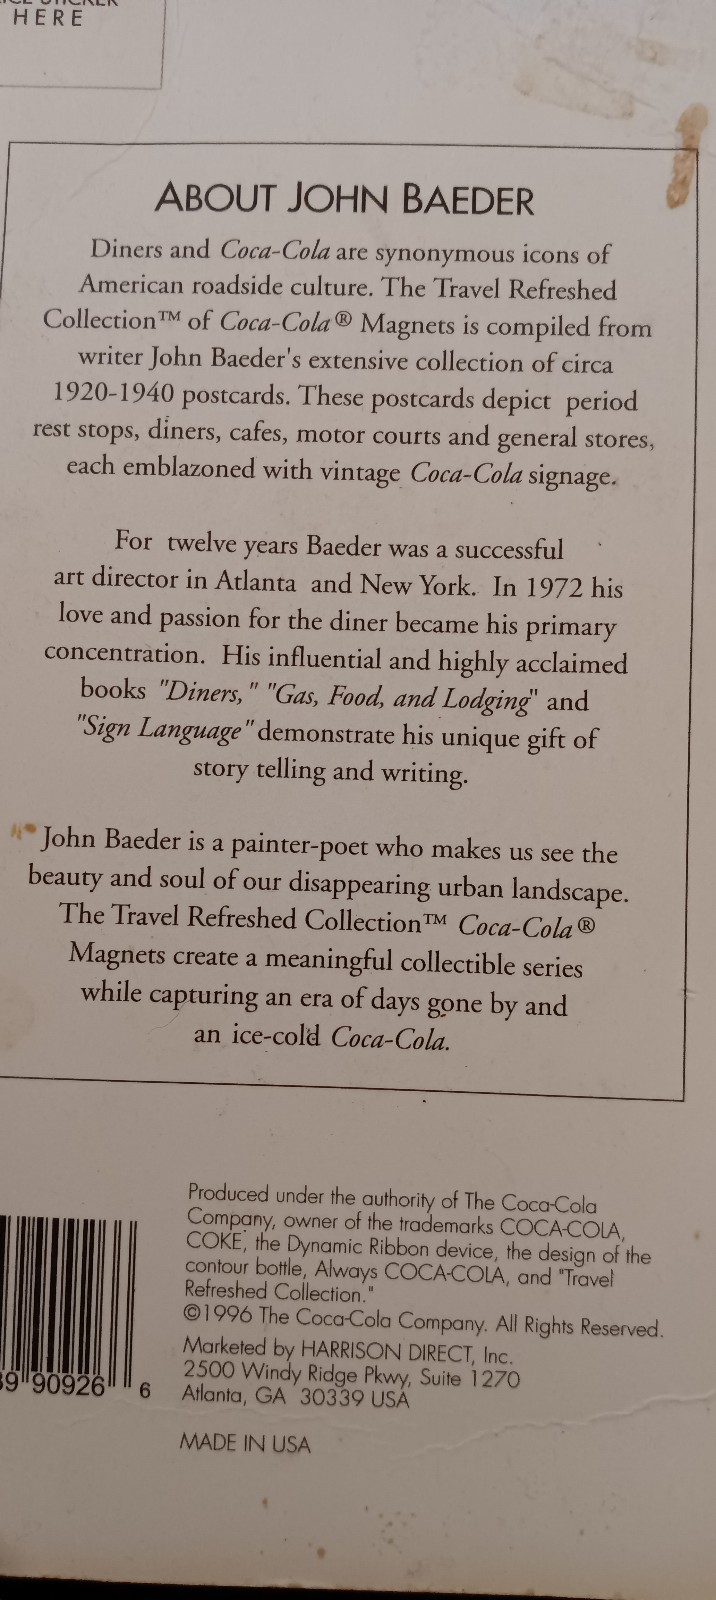 HERE
ABOUT JOHN BAEDER
Diners and Coca-Cola are synonymous icons of
American roadside culture. The Travel Refreshed
Collection™ of Coca-Cola® Magnets is compiled from
writer John Baeder's extensive collection of circa
1920-1940 postcards. These postcards depict period
rest stops, diners, cafes, motor courts and general stores,
each emblazoned with vintage Coca-Cola signage.
For twelve years Baeder was a successful
art director in Atlanta and New York. In 1972 his
love and passion for the diner became his primary
concentration. His influential and highly acclaimed
books "Diners," "Gas, Food, and Lodging" and
"Sign Language" demonstrate his unique gift of
story telling and writing.
John Baeder is a painter-poet who makes us see the
beauty and soul of our disappearing urban landscape.
The Travel Refreshed Collection™ Coca-Cola®
Magnets create a meaningful collectible series
while capturing an era of days gone by and
an ice-cold Coca-Cola.
Produced under the authority of The Coca-Cola
Company, owner of the trademarks COCA-COLA,
COKE, the Dynamic Ribbon device, the design of the
contour bottle, Always COCA-COLA, and "Travel
Refreshed Collection."
©1996 The Coca-Cola Company. All Rights Reserved.
Marketed by HARRISON DIRECT, Inc.
2500 Windy Ridge Pkwy, Suite 1270
Atlanta, GA 30339 USA
MADE IN USA
9 90926 6